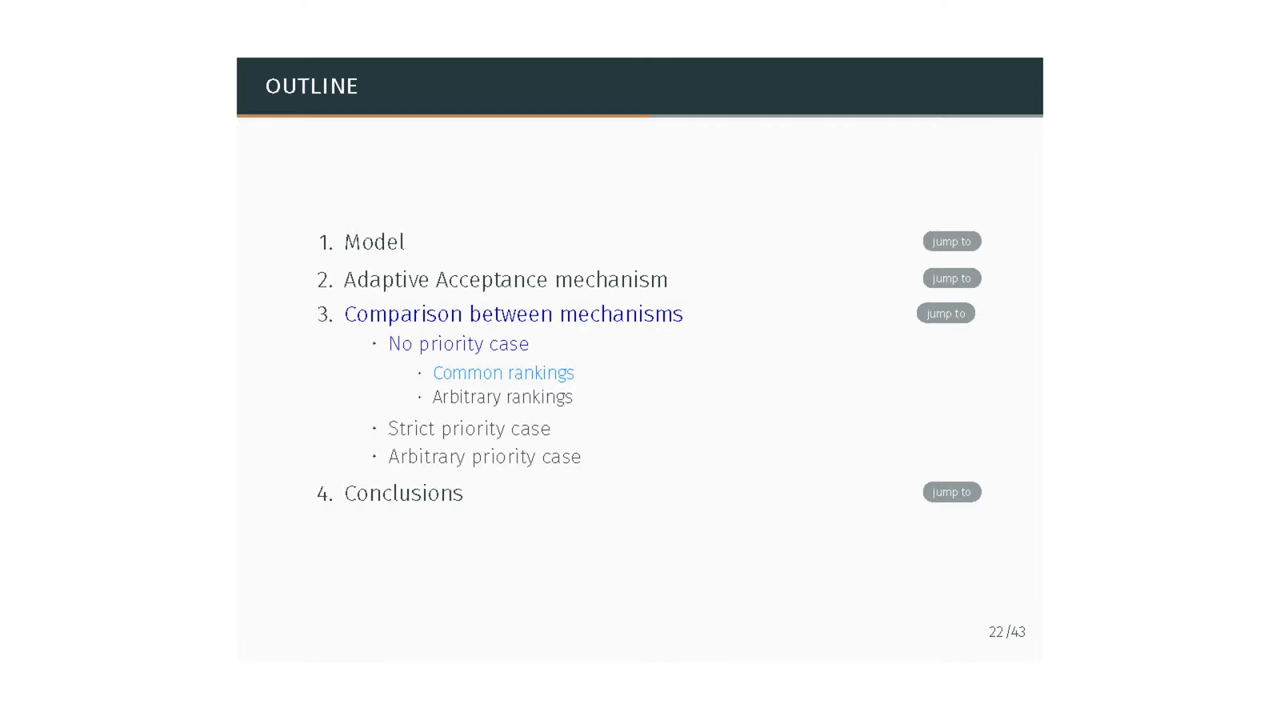 OUTLINE
1. Model jump to
2. Adaptive Acceptance mechanism jump to
3. Comparison between mechanisms jump to
· No priority case
· Common rankings
· Arbitrary rankings
· Strict priority case
· Arbitrary priority case
4. Conclusions jump to
22/43